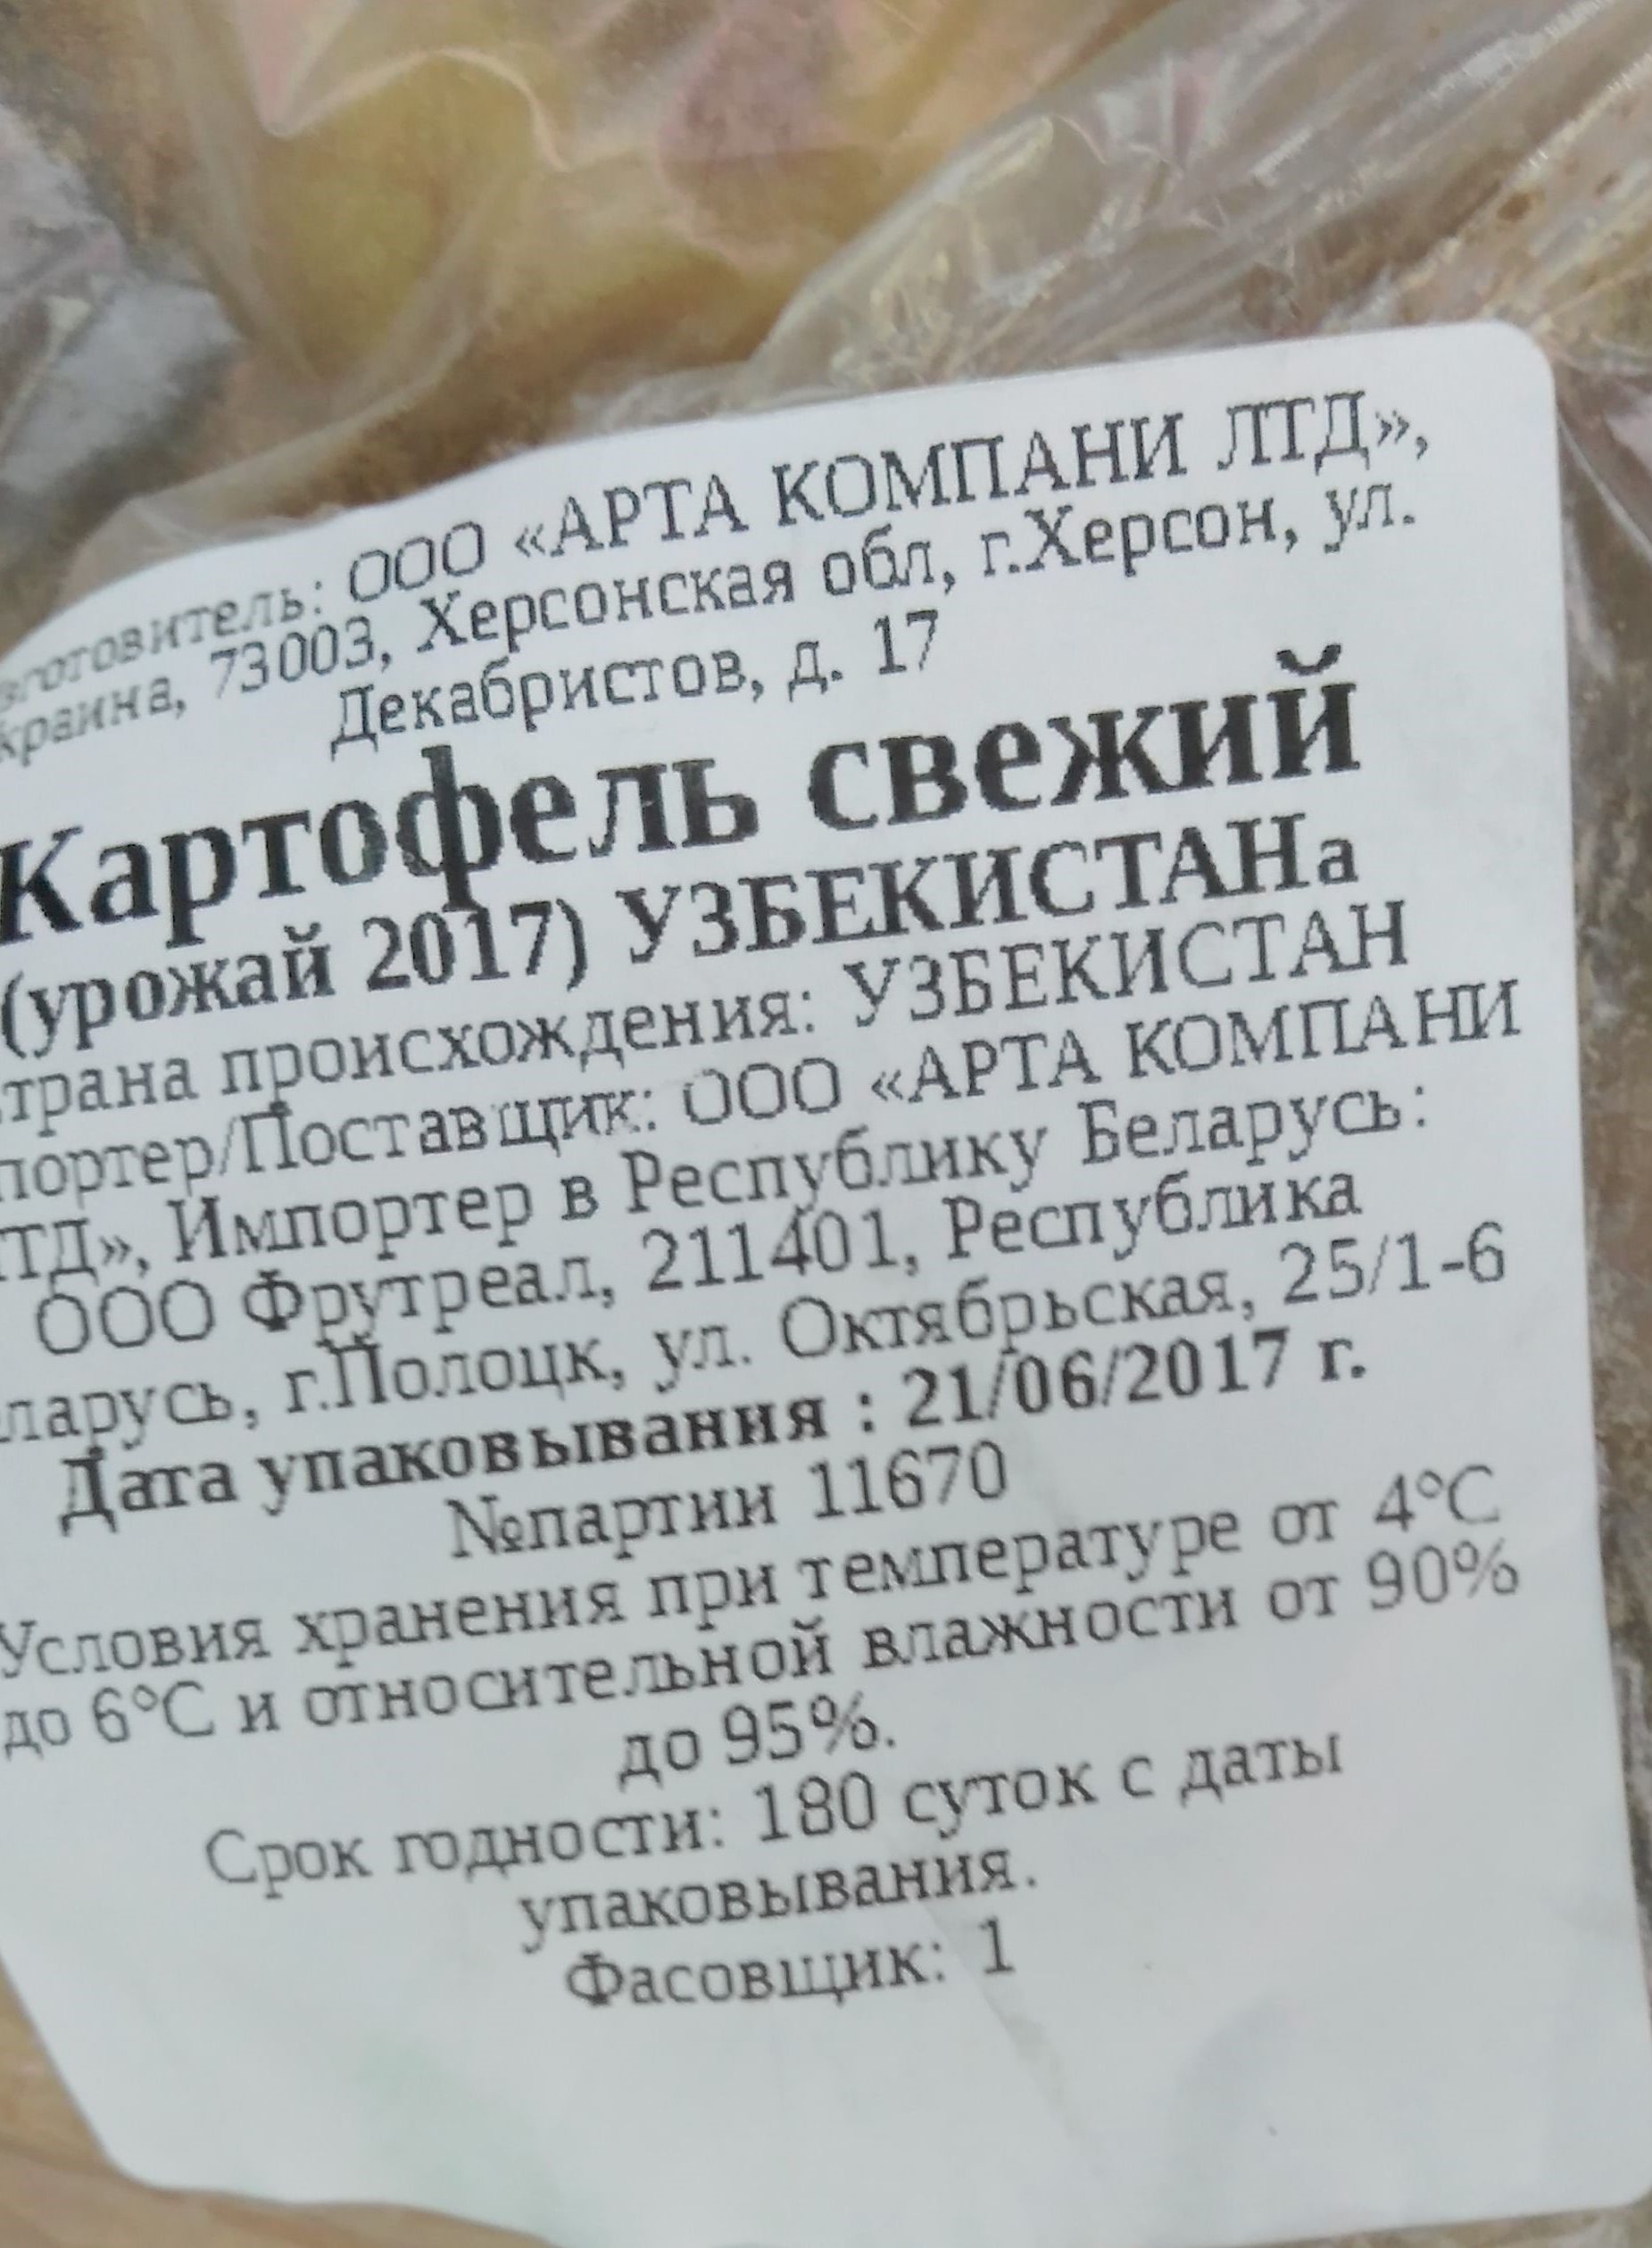 зготовитель: ООО «АРТА КОМПАНИ ЛТД»,
краина, 73003, Херсонская обл, г.Херсон, ул.
Декабристов, д. 17
Картофель свежий
(урожай 2017) УЗБЕКИСТАНа
трана происхождения: УЗБЕКИСТАН
портер/Поставщик: ООО «АРТА КОМПАНИ
ТД», Импортер в Республику Беларусь:
ООО Фрутреал, 211401, Республика
ларусь, г.Полоцк, ул. Октябрьская, 25/1-6
Дата упаковывания : 21/06/2017 г.
№партии 11670
Условия хранения при температуре от 4°С
до 6°С и относительной влажности от 90%
до 95%.
Срок годности: 180 суток с даты
упаковывания.
Фасовщик: 1